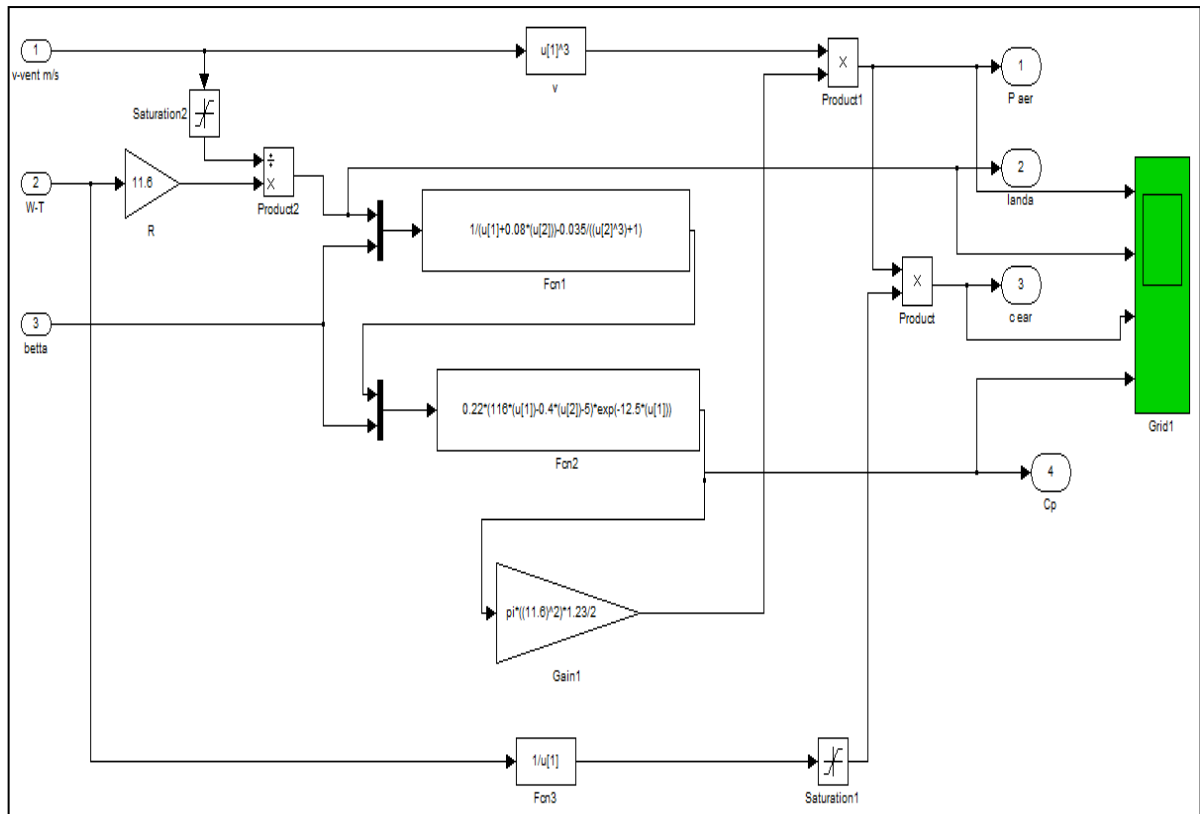 1
v-vent m/s
u[1]^3
v
X
Product1
1
P aer
Saturation2
÷
X
Product2
2
W-T
11.6
R
2
landa
1/(u[1]+0.08*(u[2]))-0.035/((u[2]^3)+1)
Fcn1
X
Product
3
c ear
3
betta
0.22*(116*(u[1])-0.4*(u[2])-5)*exp(-12.5*(u[1]))
Fcn2
Grid1
4
Cp
pi*((11.6)^2)*1.23/2
Gain1
1/u[1]
Fcn3
Saturation1